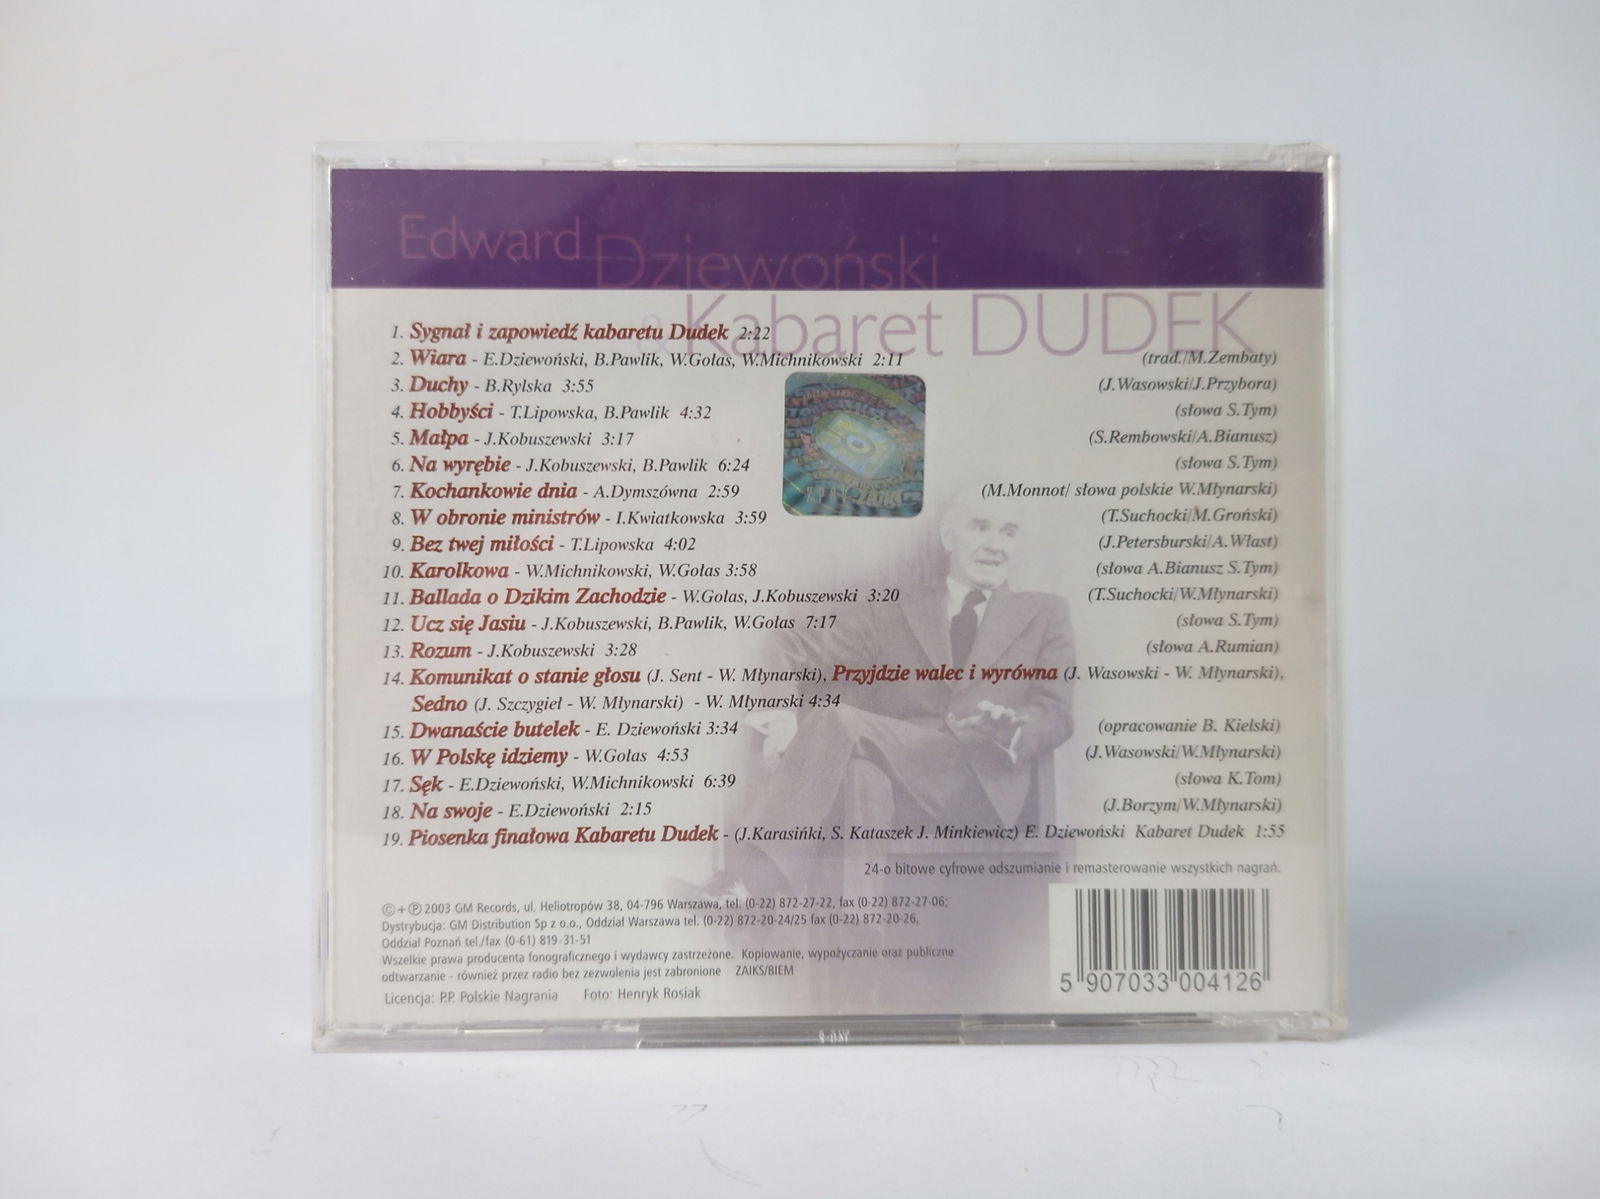 Edward Dziewoński
& Kabaret DUDEK
1. Sygnał i zapowiedź kabaretu Dudek 2:22
2. Wiara - E.Dziewoński, B.Pawlik, W.Gołas, W.Michnikowski 2:11 (trad./M.Zembaty)
3. Duchy - B.Rylska 3:55 (J.Wasowski/J.Przybora)
4. Hobbyści - T.Lipowska, B.Pawlik 4:32 (słowa S.Tym)
5. Małpa - J.Kobuszewski 3:17 (S.Rembowski/A.Bianusz)
6. Na wyrębie - J.Kobuszewski, B.Pawlik 6:24 (słowa S.Tym)
7. Kochankowie dnia - A.Dymszówna 2:59 (M.Monnot/ słowa polskie W.Młynarski)
8. W obronie ministrów - I.Kwiatkowska 3:59 (T.Suchocki/M.Groński)
9. Bez twej miłości - T.Lipowska 4:02 (J.Petersburski/A.Włast)
10. Karolkowa - W.Michnikowski, W.Gołas 3:58 (słowa A.Bianusz S.Tym)
11. Ballada o Dzikim Zachodzie - W.Gołas, J.Kobuszewski 3:20 (T.Suchocki/W.Młynarski)
12. Ucz się Jasiu - J.Kobuszewski, B.Pawlik, W.Gołas 7:17 (słowa S.Tym)
13. Rozum - J.Kobuszewski 3:28 (słowa A.Rumian)
14. Komunikat o stanie głosu (J. Sent - W. Młynarski), Przyjdzie walec i wyrówna (J. Wasowski - W. Młynarski),
Sedno (J. Szczygieł - W. Młynarski) - W. Młynarski 4:34
15. Dwanaście butelek - E. Dziewoński 3:34 (opracowanie B. Kielski)
16. W Polskę idziemy - W.Gołas 4:53 (J.Wasowski/W.Młynarski)
17. Sęk - E.Dziewoński, W.Michnikowski 6:39 (słowa K.Tom)
18. Na swoje - E.Dziewoński 2:15 (J.Borzym/W.Młynarski)
19. Piosenka finałowa Kabaretu Dudek - (J.Karasińki, S. Kataszek J. Minkiewicz) E. Dziewoński Kabaret Dudek 1:55
24-o bitowe cyfrowe odszumianie i remasterowanie wszystkich nagrań.
©+℗ 2003 GM Records, ul. Heliotropów 38, 04-796 Warszawa, tel. (0-22) 872-27-22, fax (0-22) 872-27-06;
Dystrybucja: GM Distribution Sp z o.o., Oddział Warszawa tel. (0-22) 872-20-24/25 fax (0-22) 872-20-26,
Oddział Poznań tel./fax (0-61) 819-31-51
Wszelkie prawa producenta fonograficznego i wydawcy zastrzeżone. Kopiowanie, wypożyczanie oraz publiczne
odtwarzanie - również przez radio bez zezwolenia jest zabronione ZAIKS/BIEM
Licencja: P.P. Polskie Nagrania Foto: Henryk Rosiak
5 907033 004126